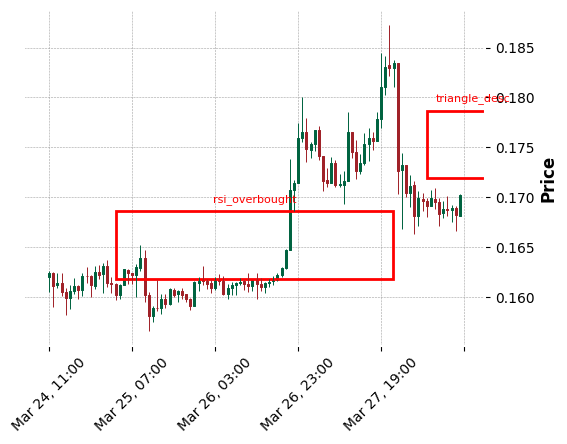 0.185
triangle_desc
0.180
0.175
Price
0.170
rsi_overbought
0.165
0.160
Mar 24, 11:00
Mar 25, 07:00
Mar 26, 03:00
Mar 26, 23:00
Mar 27, 19:00